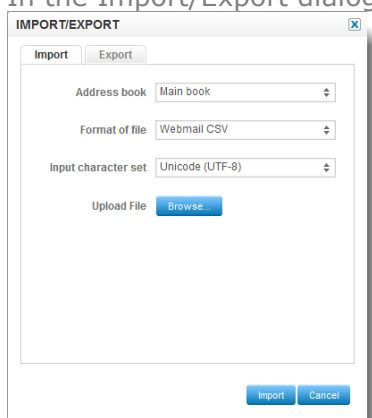 In the Import/Export dialog
IMPORT/EXPORT X
Import Export
Address book Main book
Format of file Webmail CSV
Input character set Unicode (UTF-8)
Upload File Browse...
Import Cancel